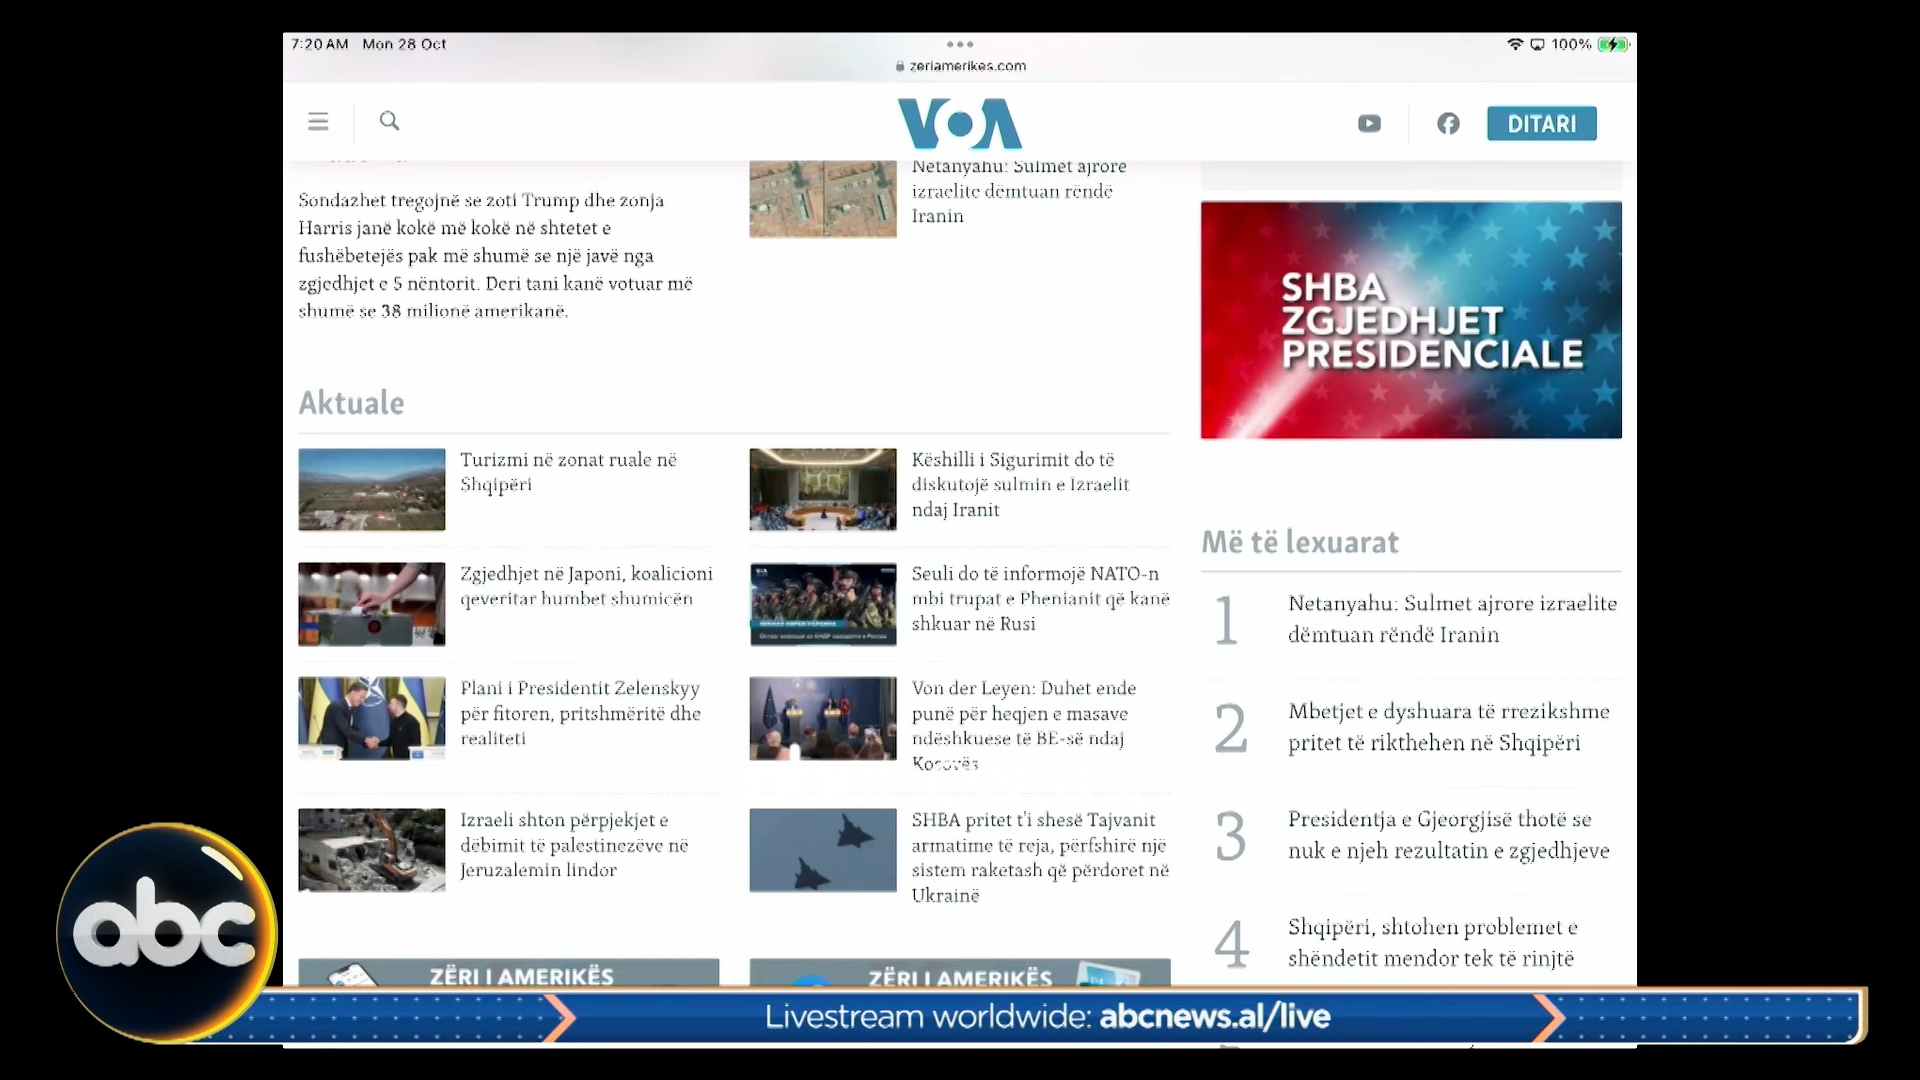 7:20 AM Mon 28 Oct
100%
zeriamerikes.com
VOA
DITARI
Sondazhet tregojnë se zoti Trump dhe zonja
Harris janë kokë më kokë në shtetet e
fushëbetejës pak më shumë se një javë nga
zgjedhjet e 5 nëntorit. Deri tani kanë votuar më
shumë se 38 milionë amerikanë.
Netanyahu: Sulmet ajrore
izraelite dëmtuan rëndë
Iranin
SHBA
ZGJEDHJET
PRESIDENCIALE
Aktuale
Turizmi në zonat ruale në
Shqipëri
Këshilli i Sigurimit do të
diskutojë sulmin e Izraelit
ndaj Iranit
Zgjedhjet në Japoni, koalicioni
qeveritar humbet shumicën
Seuli do të informojë NATO-n
mbi trupat e Phenianit që kanë
shkuar në Rusi
Plani i Presidentit Zelenskyy
për fitoren, pritshmëritë dhe
realiteti
Von der Leyen: Duhet ende
punë për heqjen e masave
ndëshkuese të BE-së ndaj
Kosovës
Izraeli shton përpjekjet e
dëbimit të palestinezëve në
Jeruzalemin lindor
SHBA pritet t'i shesë Tajvanit
armatime të reja, përfshirë një
sistem raketash që përdoret në
Ukrainë
Më të lexuarat
1
Netanyahu: Sulmet ajrore izraelite
dëmtuan rëndë Iranin
2
Mbetjet e dyshuara të rrezikshme
pritet të rikthehen në Shqipëri
3
Presidentja e Gjeorgjisë thotë se
nuk e njeh rezultatin e zgjedhjeve
4
Shqipëri, shtohen problemet e
shëndetit mendor tek të rinjtë
ZËRI I AMERIKËS
ZËRI I AMERIKËS
abc
Livestream worldwide: abcnews.al/live